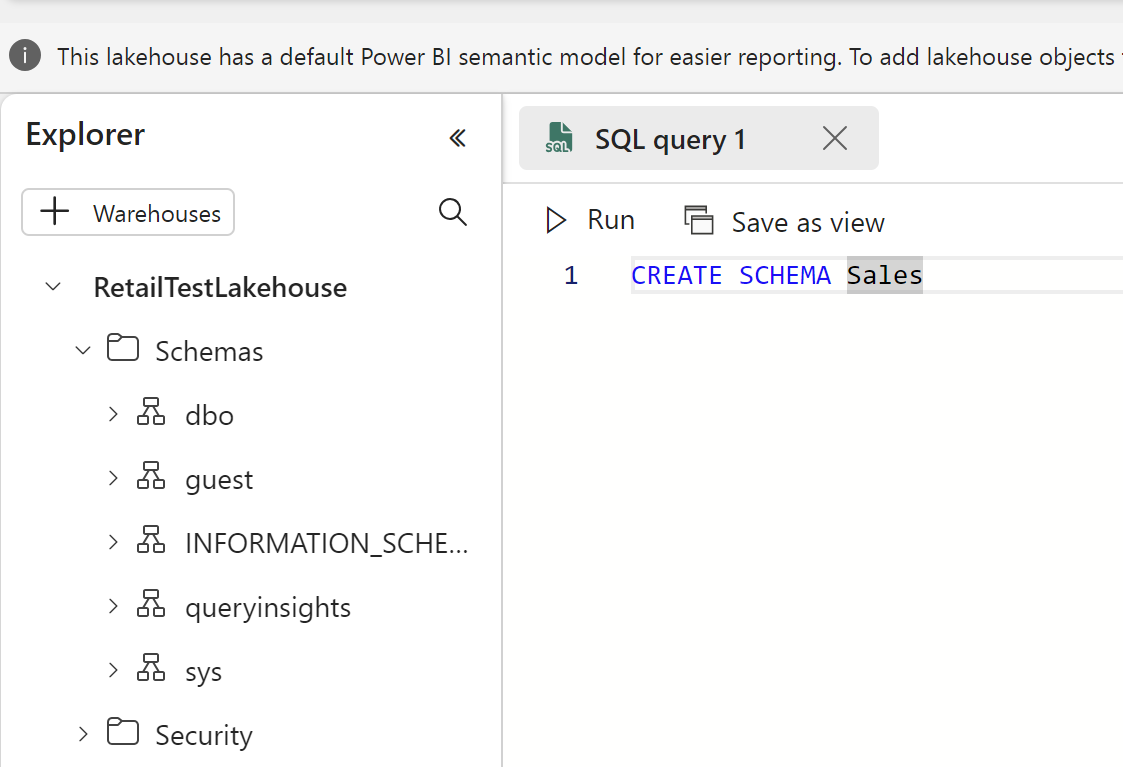 This lakehouse has a default Power BI semantic model for easier reporting. To add lakehouse objects
Explorer
Warehouses
RetailTestLakehouse
Schemas
dbo
guest
INFORMATION_SCHE...
queryinsights
sys
Security
SQL
SQL query 1
Run
Save as view
1 CREATE SCHEMA Sales